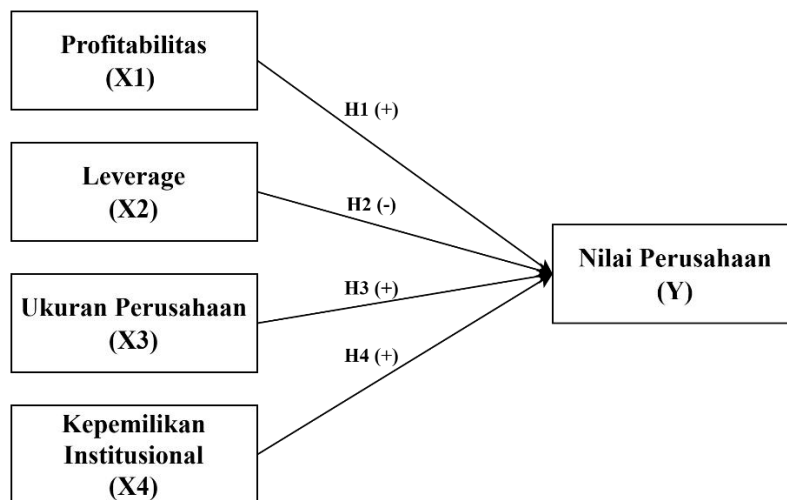 Profitabilitas
(X1)
H1 (+)
Leverage
(X2)
H2 (-)
Nilai Perusahaan
(Y)
Ukuran Perusahaan
(X3)
H3 (+)
H4 (+)
Kepemilikan
Institusional
(X4)